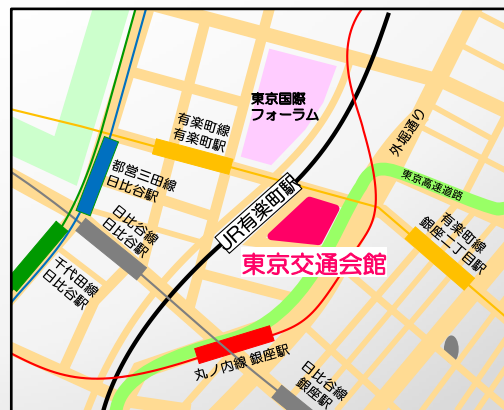 東京国際
フォーラム
外堀通り
有楽町線
有楽町駅
東京高速道路
都営三田線
日比谷駅
JR有楽町駅
日比谷線
日比谷駅
有楽町線
銀座一丁目駅
東京交通会館
千代田線
日比谷駅
丸ノ内線 銀座駅
日比谷線
銀座駅